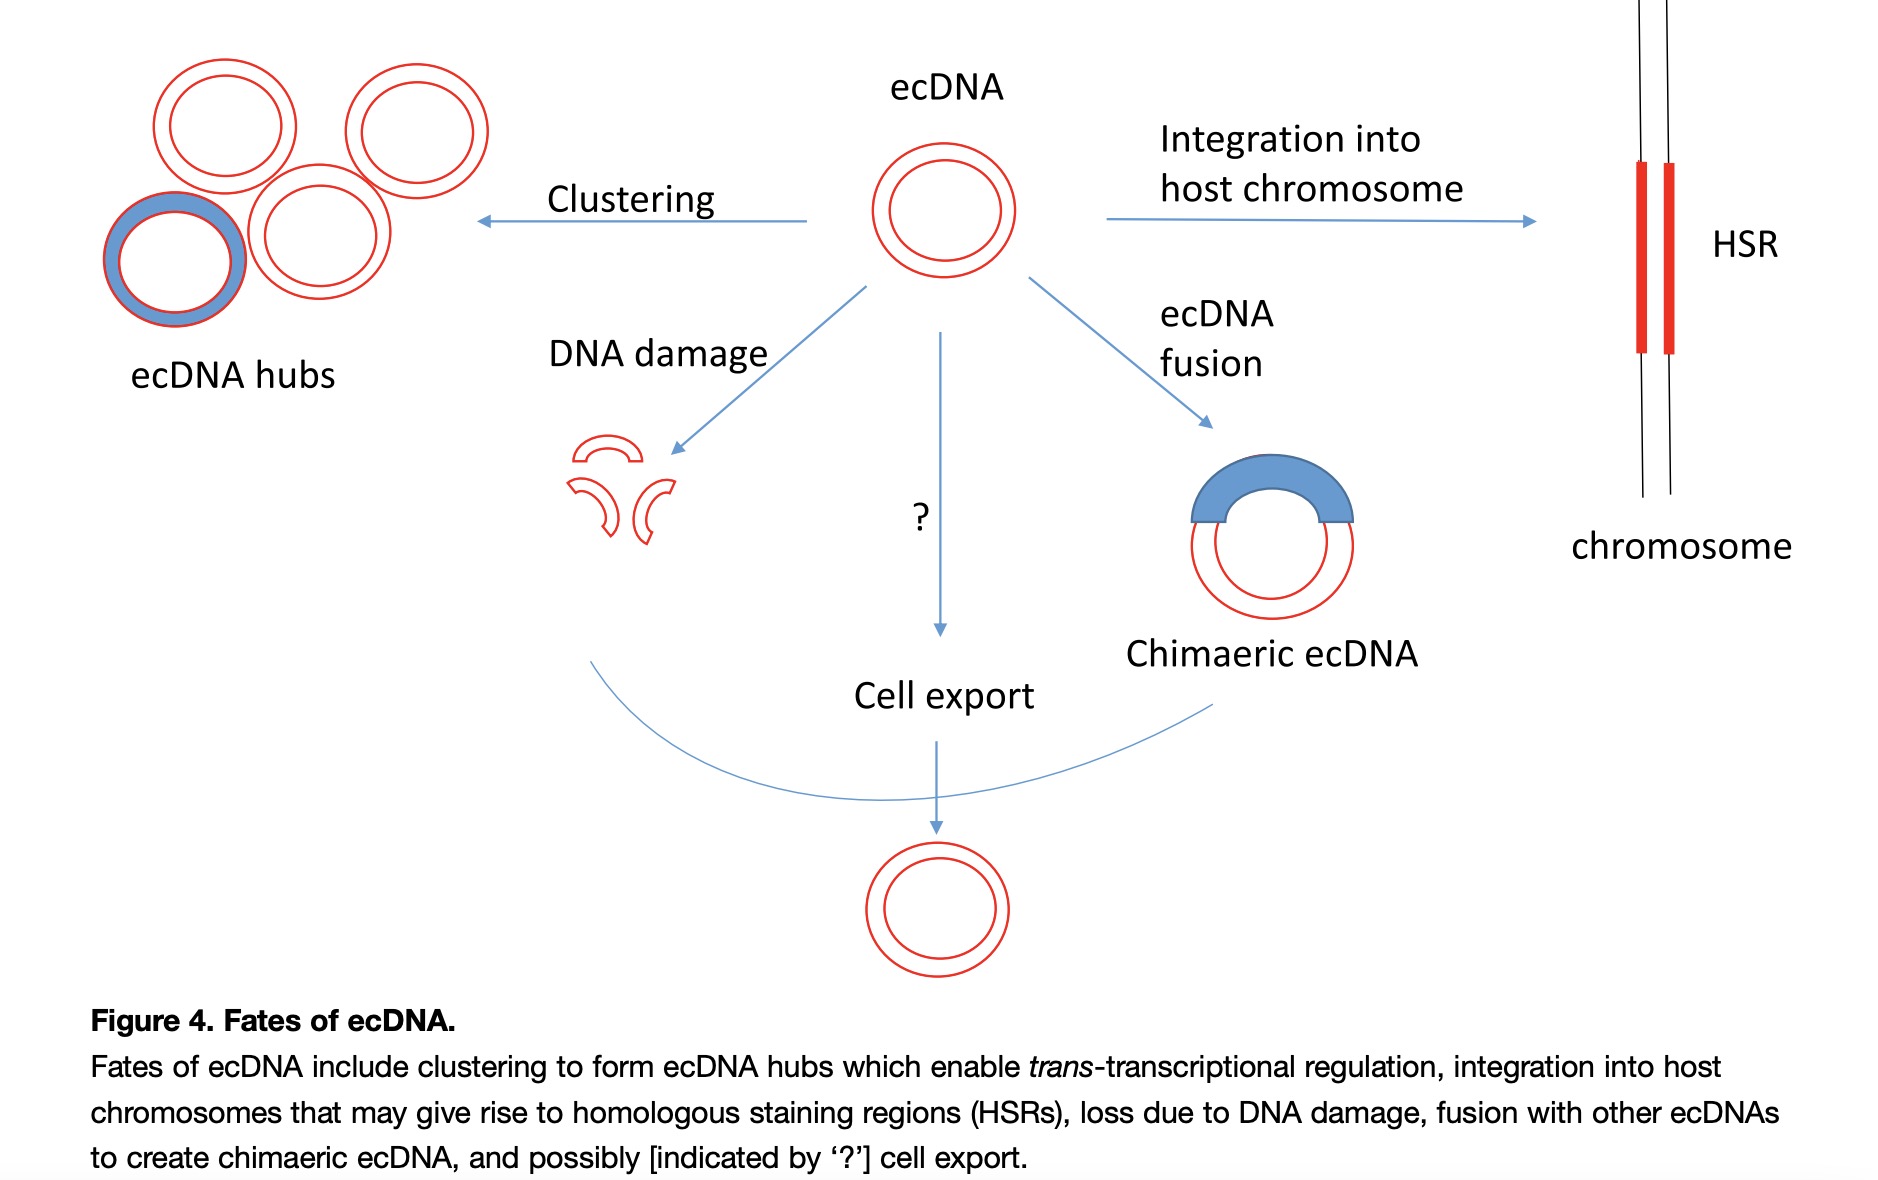 ecDNA
Integration into
host chromosome
Clustering
HSR
ecDNA
fusion
DNA damage
ecDNA hubs
?
chromosome
Chimaeric ecDNA
Cell export
Figure 4. Fates of ecDNA.
Fates of ecDNA include clustering to form ecDNA hubs which enable trans-transcriptional regulation, integration into host
chromosomes that may give rise to homologous staining regions (HSRs), loss due to DNA damage, fusion with other ecDNAs
to create chimaeric ecDNA, and possibly [indicated by ‘?’] cell export.